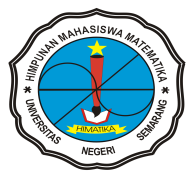 HIMPUNAN MAHASISWA MATEMATIKA
HIMATIKA
UNIVERSITAS NEGERI SEMARANG